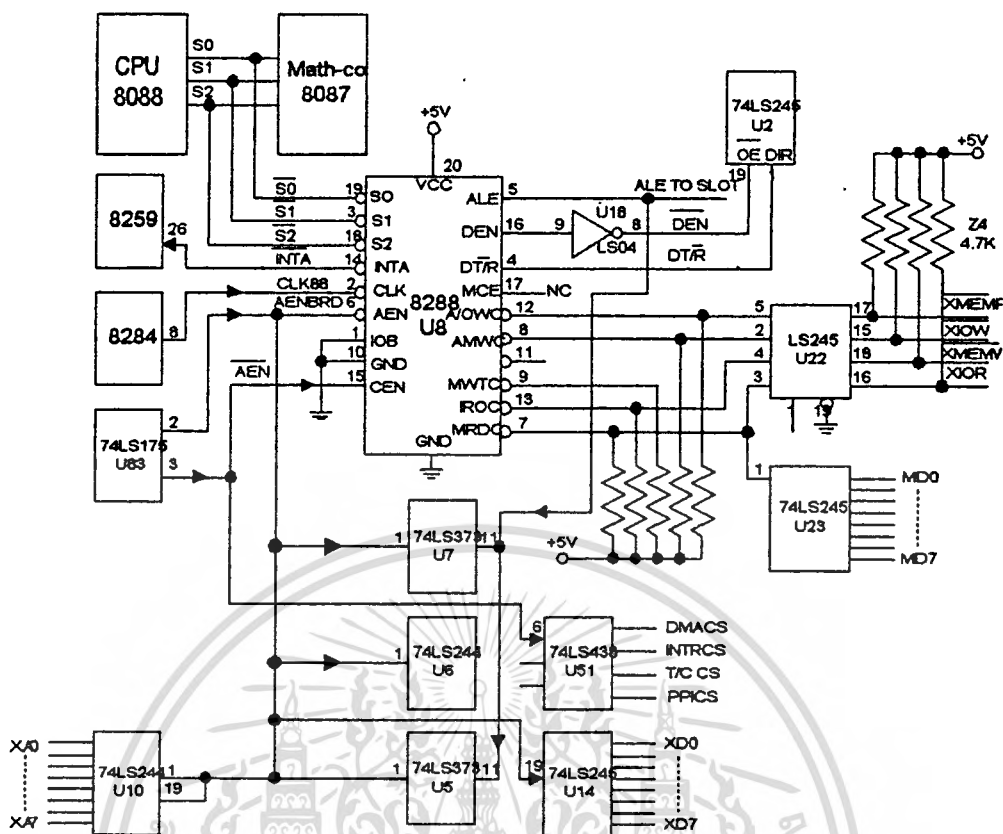 CPU
8088
S0
S1
S2
Math-co
8087
+5V
20
VCC
74LS245
U2
OE DIR
19
+5V
Z4
4.7K
8259
26
S0
19
S0
S1
3
S1
S2
18
S2
INTA
14
INTA
CLK88
2
CLK
AENBRD
6
AEN
1
IOB
10
GND
15
CEN
8288
U8
GND
5
ALE
ALE TO SLOT
16
DEN
9
U18
LS04
8
DEN
4
DT/R
DT/R
17
MCE
NC
12
A/OW
8
AMW
11
9
MWTC
13
IROC
7
MRDC
8284
8
AEN
74LS175
U83
2
3
5
2
4
3
LS245
U22
17
15
18
16
1
19
XMEMR
XIOW
XMEMW
XIOR
1
74LS245
U23
MD0
MD7
+5V
1
74LS373
U7
11
1
74LS244
U6
6
74LS438
U51
DMACS
INTRCS
T/C CS
PPICS
XA0
XA7
74LS244
U10
1
19
1
74LS373
U5
11
19
74LS245
U14
XD0
XD7